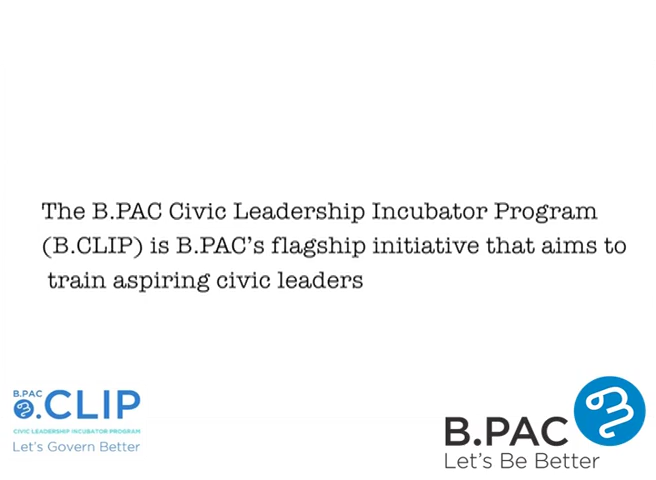 The B.PAC Civic Leadership Incubator Program
(B.CLIP) is B.PAC's flagship initiative that aims to
train aspiring civic leaders
B.PAC
.CLIP
CIVIC LEADERSHIP INCUBATOR PROGRAM
Let's Govern Better
B.PAC
Let's Be Better